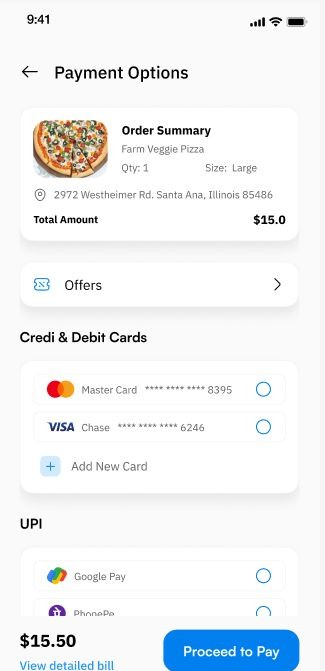 9:41
Payment Options
Order Summary
Farm Veggie Pizza
Qty: 1 Size: Large
2972 Westheimer Rd. Santa Ana, Illinois 85486
Total Amount $15.0
Offers
Credi & Debit Cards
Master Card **** **** **** 8395
VISA Chase **** **** **** 6246
+ Add New Card
UPI
Google Pay
PhonePe
$15.50
View detailed bill
Proceed to Pay